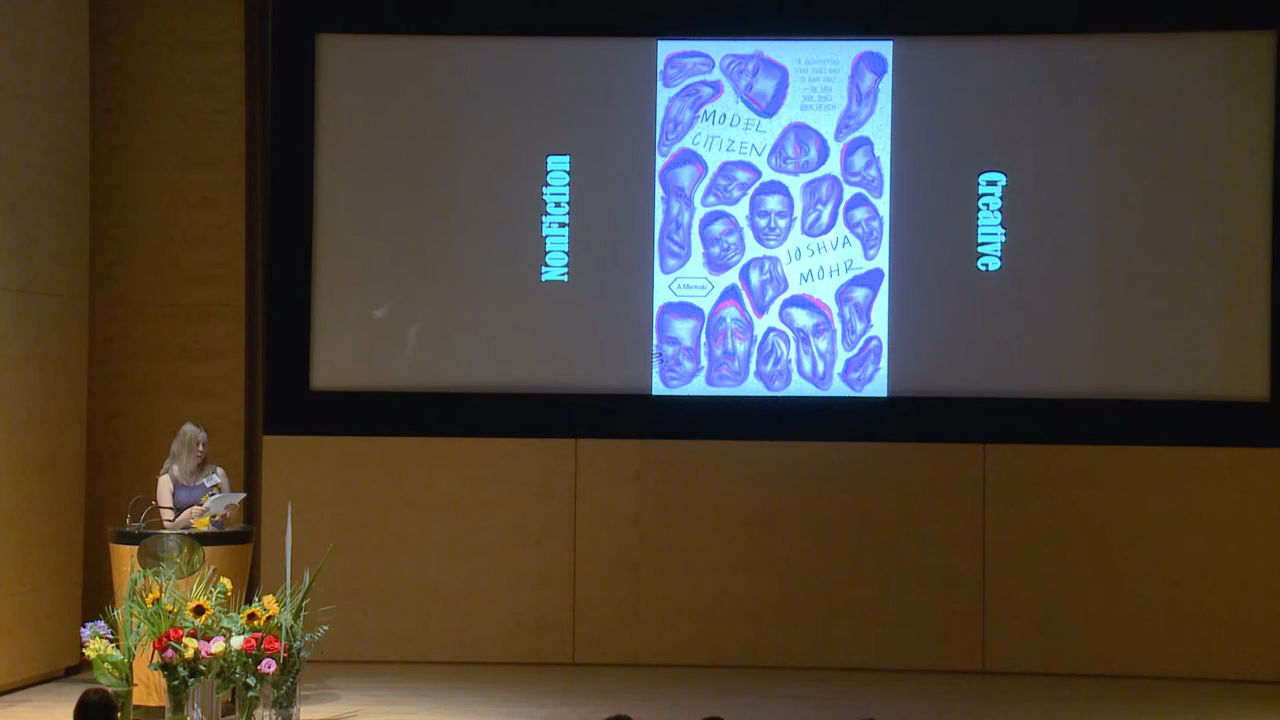 NonFiction
MODEL
CITIZEN
JOSHUA
MOHR
A Memoir
Creative